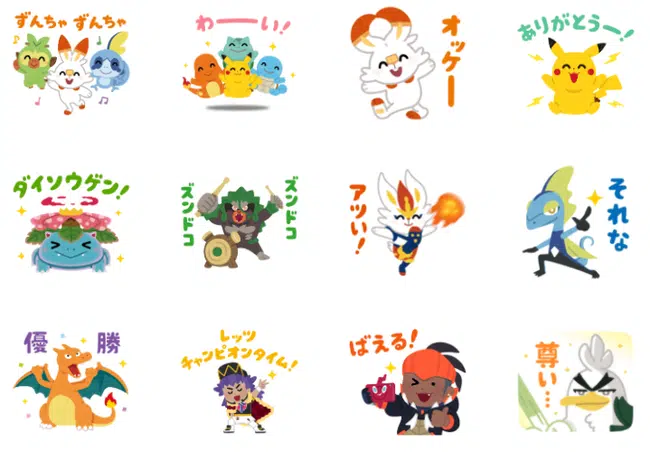 ずんちゃ ずんちゃ
わーーい!
オッケー
ありがとうー!
ダイソウゲン!
ズンドコ
ズンドコ
アツい!
それな
優勝
レッツ
チャンピオンタイム!
ばえる!
尊い…